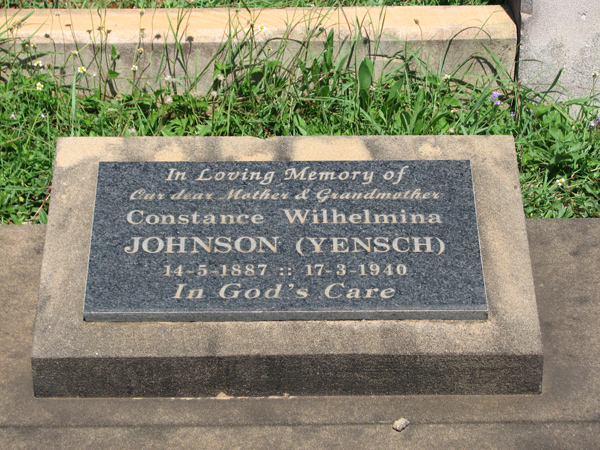 In Loving Memory of
Our dear Mother & Grandmother
Constance Wilhelmina
JOHNSON (YENSCH)
14-5-1887 :: 17-3-1940
In God's Care